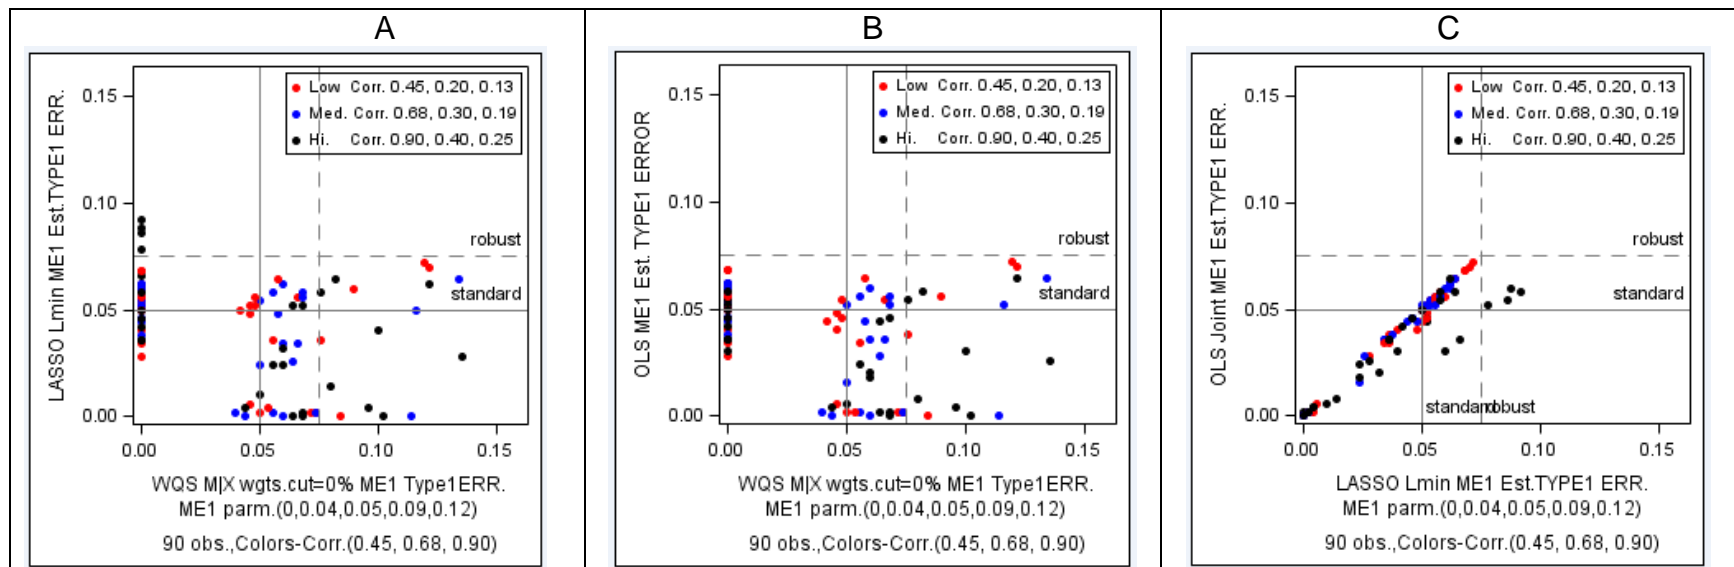 A
LASSO Lmin ME1 Est.TYPE1 ERR.
0.15
0.10
0.05
0.00
Low Corr. 0.45, 0.20, 0.13
Med. Corr. 0.68, 0.30, 0.19
Hi. Corr. 0.90, 0.40, 0.25
robust
standard
0.00 0.05 0.10 0.15
WQS M|X wgts.cut=0% ME1 Type1ERR.
ME1 parm.(0,0.04,0.05,0.09,0.12)
90 obs.,Colors-Corr.(0.45, 0.68, 0.90)
B
OLS ME1 Est. TYPE1 ERROR
0.15
0.10
0.05
0.00
Low Corr. 0.45, 0.20, 0.13
Med. Corr. 0.68, 0.30, 0.19
Hi. Corr. 0.90, 0.40, 0.25
robust
standard
0.00 0.05 0.10 0.15
WQS M|X wgts.cut=0% ME1 Type1ERR.
ME1 parm.(0,0.04,0.05,0.09,0.12)
90 obs.,Colors-Corr.(0.45, 0.68, 0.90)
C
OLS Joint ME1 Est.TYPE1 ERR.
0.15
0.10
0.05
0.00
Low Corr. 0.45, 0.20, 0.13
Med. Corr. 0.68, 0.30, 0.19
Hi. Corr. 0.90, 0.40, 0.25
robust
standard
standard robust
0.00 0.05 0.10 0.15
LASSO Lmin ME1 Est.TYPE1 ERR.
ME1 parm.(0,0.04,0.05,0.09,0.12)
90 obs.,Colors-Corr.(0.45, 0.68, 0.90)